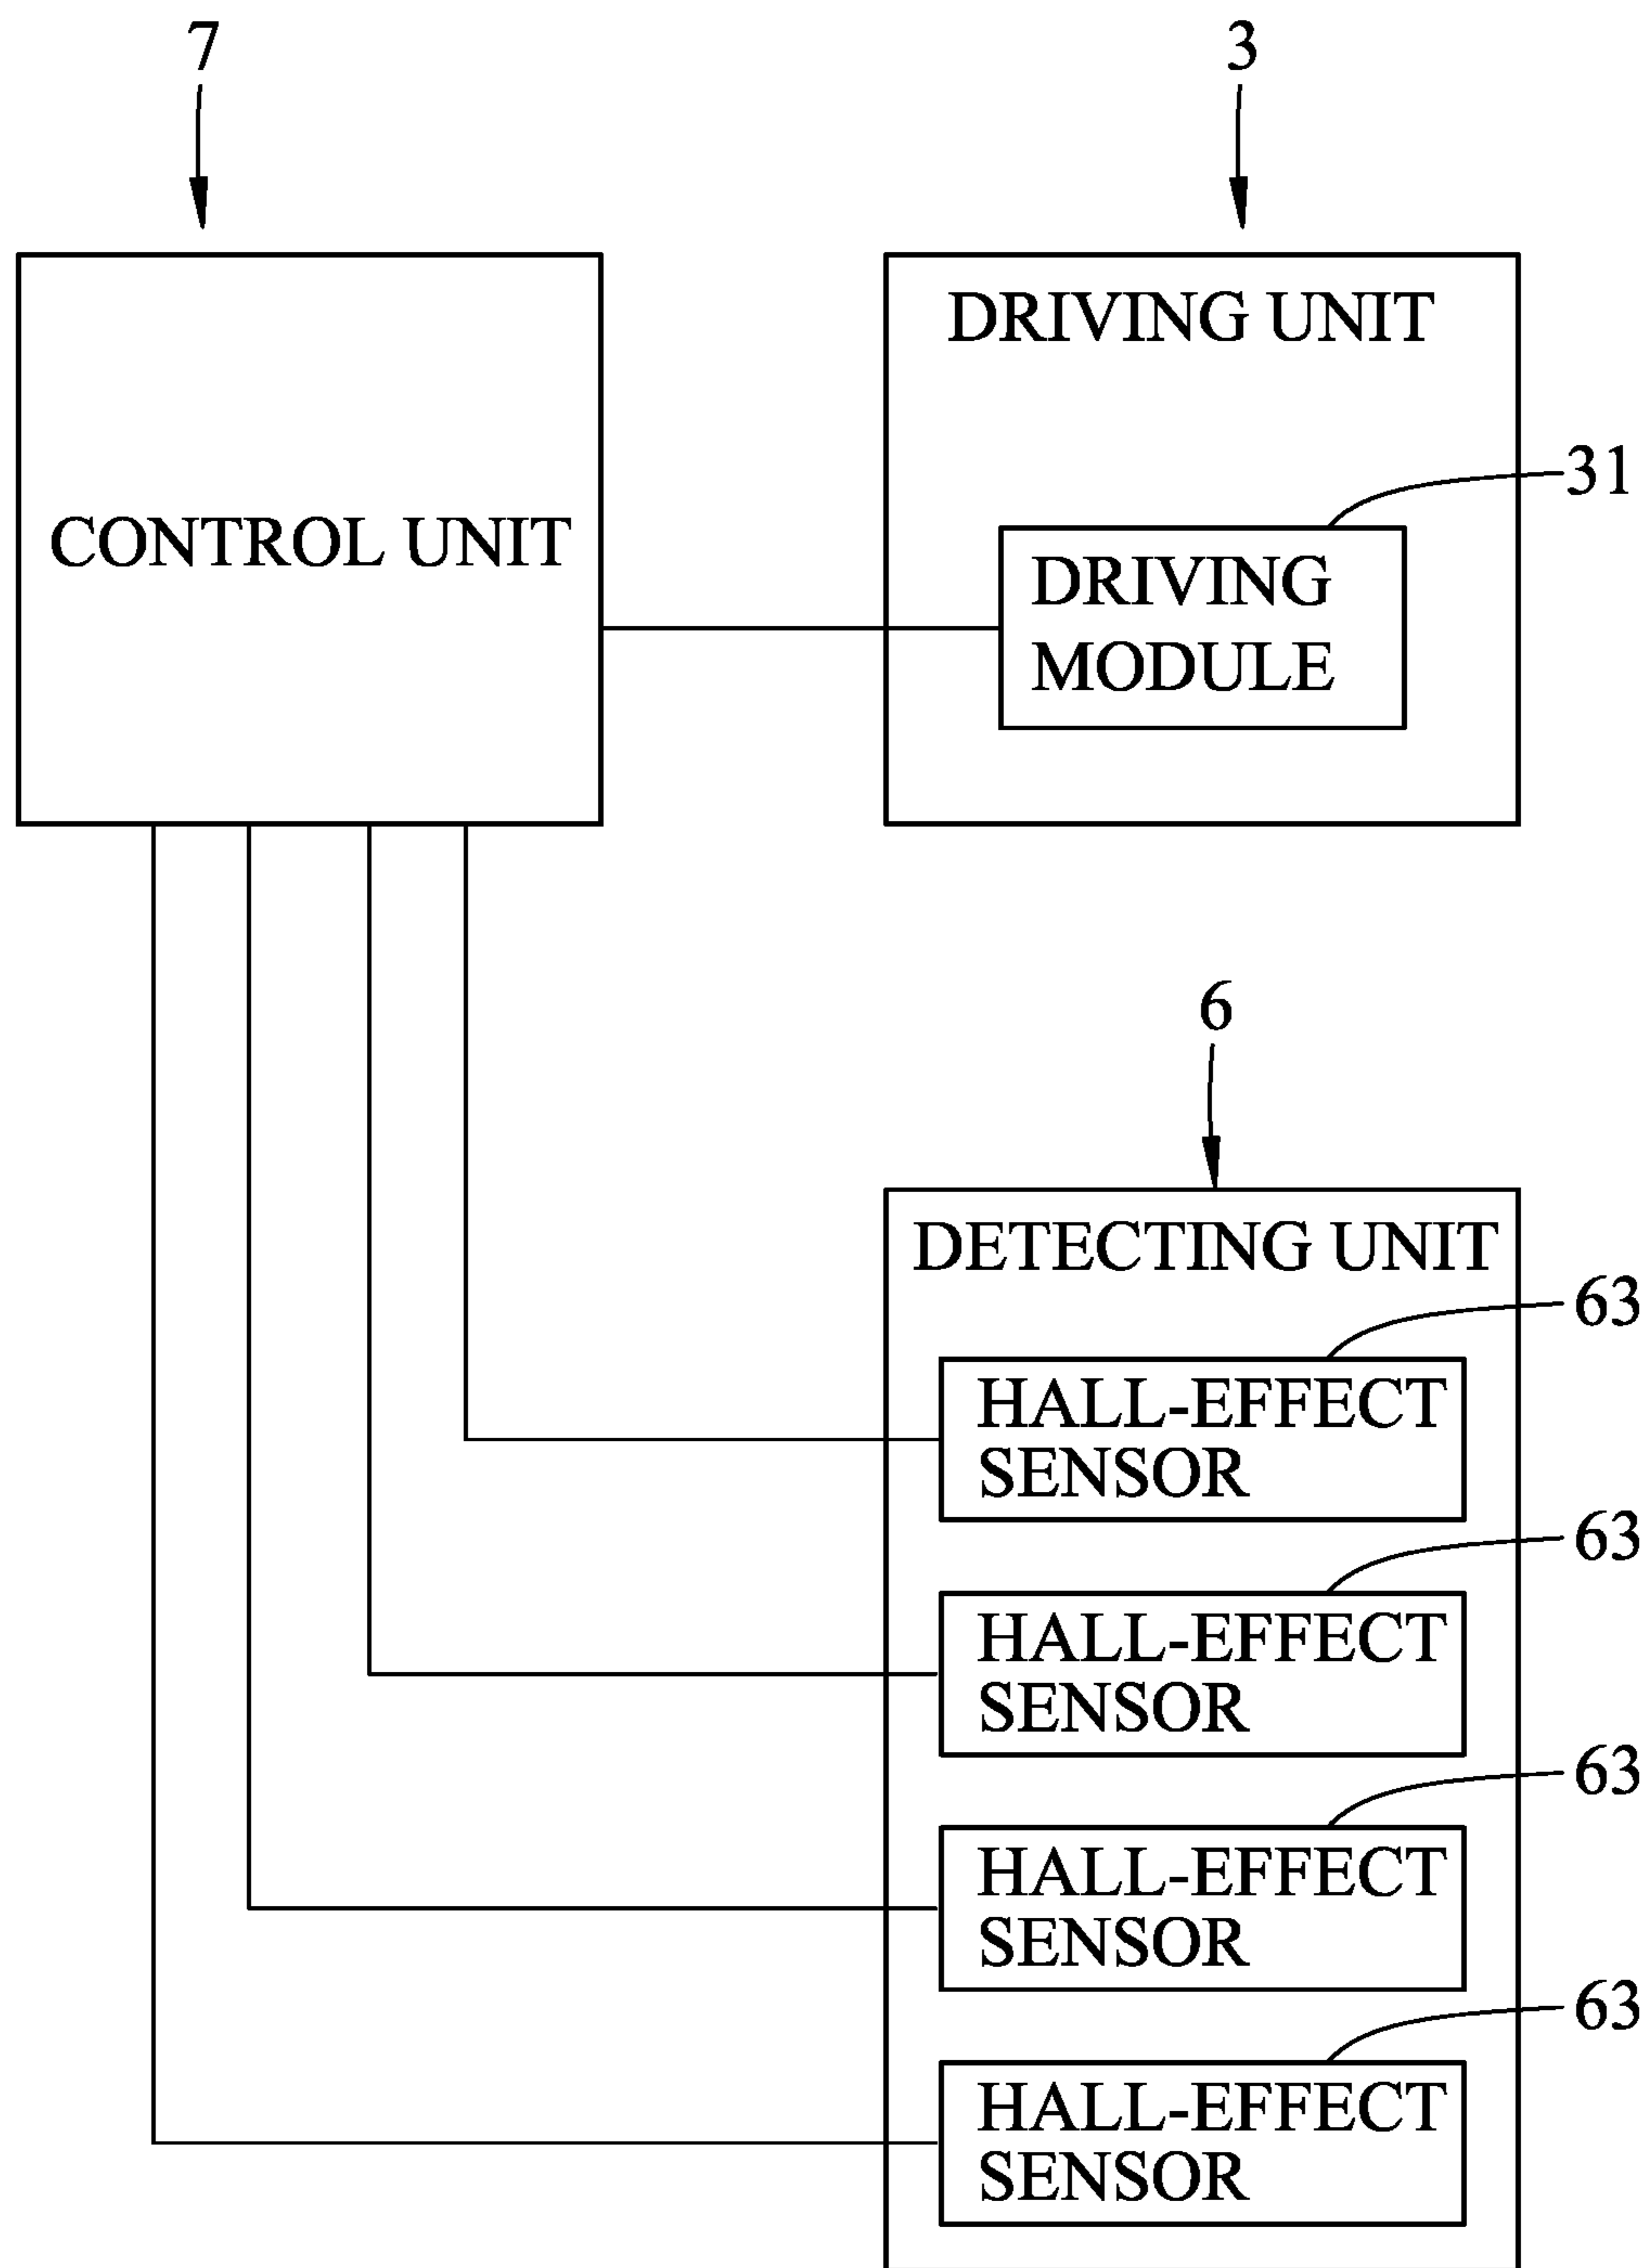 7
3
DRIVING UNIT
31
CONTROL UNIT
DRIVING
MODULE
6
DETECTING UNIT
63
HALL-EFFECT
SENSOR
63
HALL-EFFECT
SENSOR
63
HALL-EFFECT
SENSOR
63
HALL-EFFECT
SENSOR